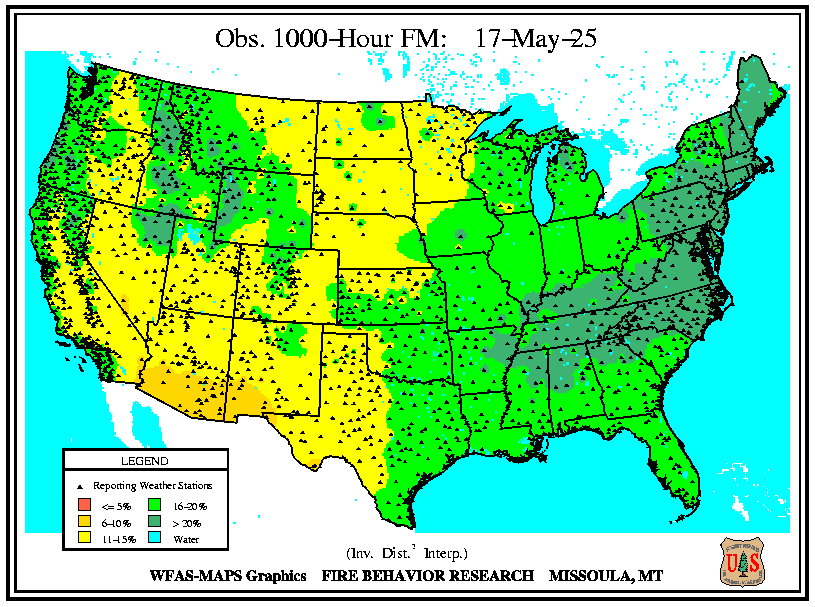 Obs. 1000-Hour FM: 17-May-25
LEGEND
Reporting Weather Stations
<= 5% 16-20%
6-10% > 20%
11-15% Water
(Inv. Dist.² Interp.)
WFAS-MAPS Graphics FIRE BEHAVIOR RESEARCH MISSOULA, MT
U S